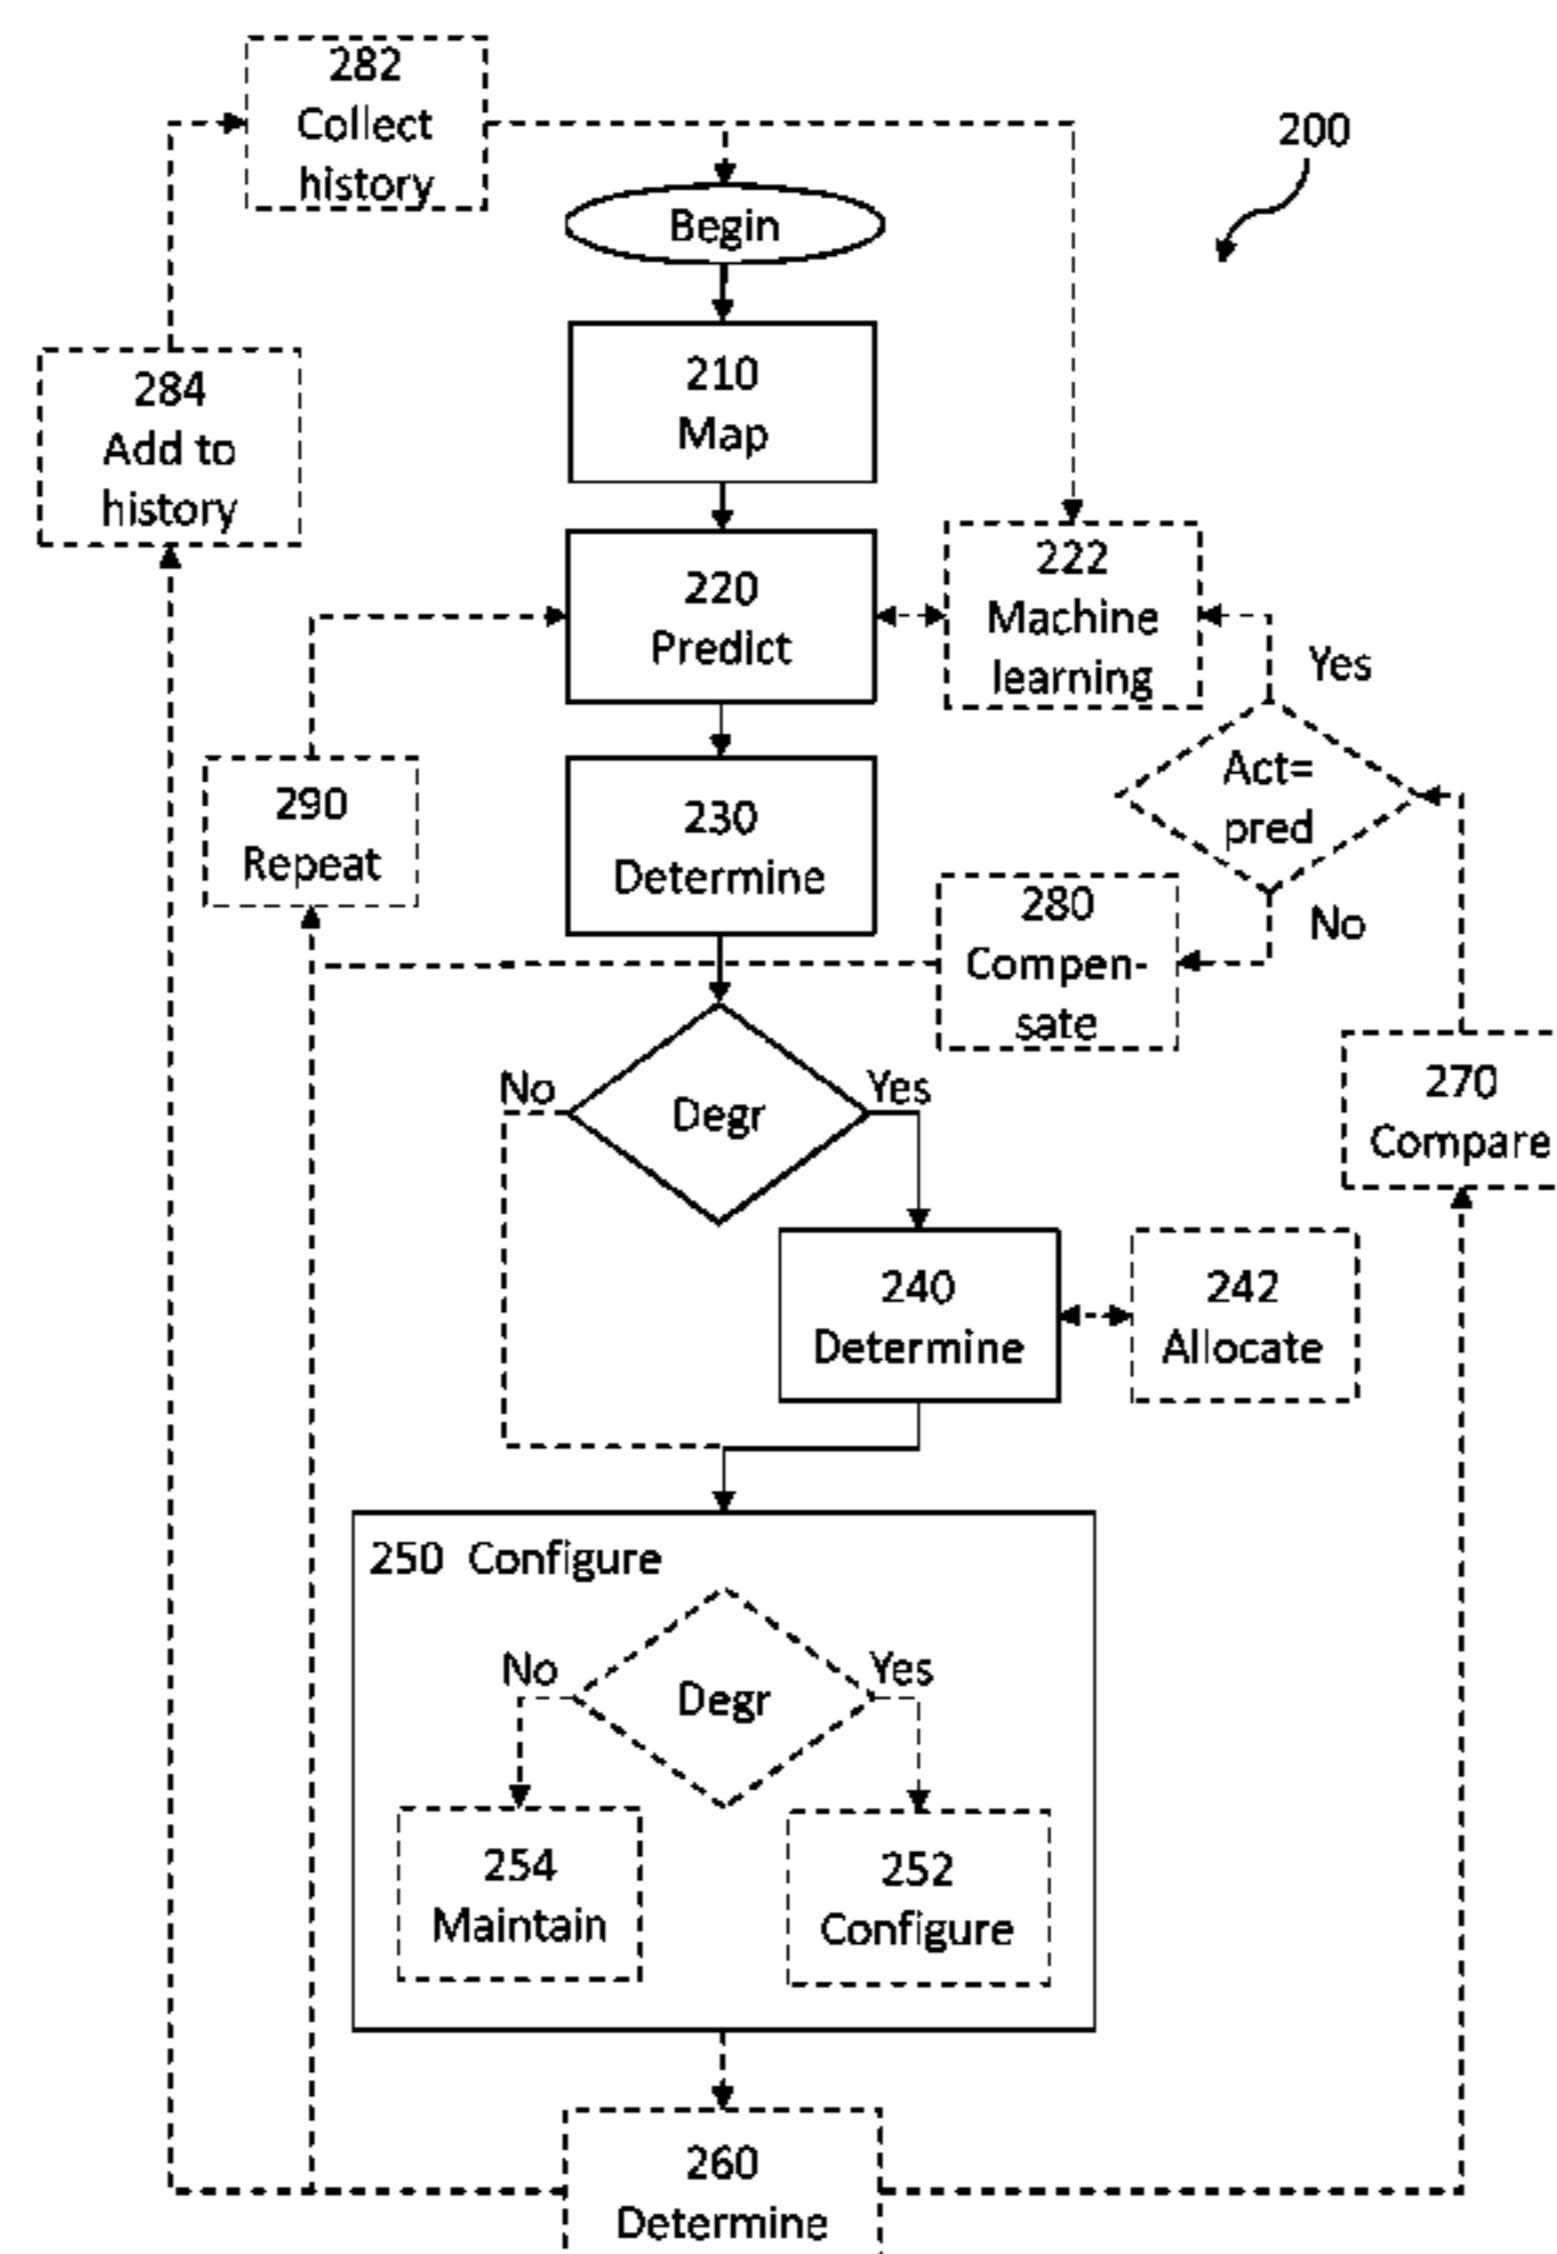 282
Collect
history
200
Begin
210
Map
284
Add to
history
220
Predict
222
Machine
learning
Yes
Act=
pred
No
290
Repeat
230
Determine
280
Compen-
sate
270
Compare
No
Degr
Yes
240
Determine
242
Allocate
250 Configure
No
Degr
Yes
254
Maintain
252
Configure
260
Determine